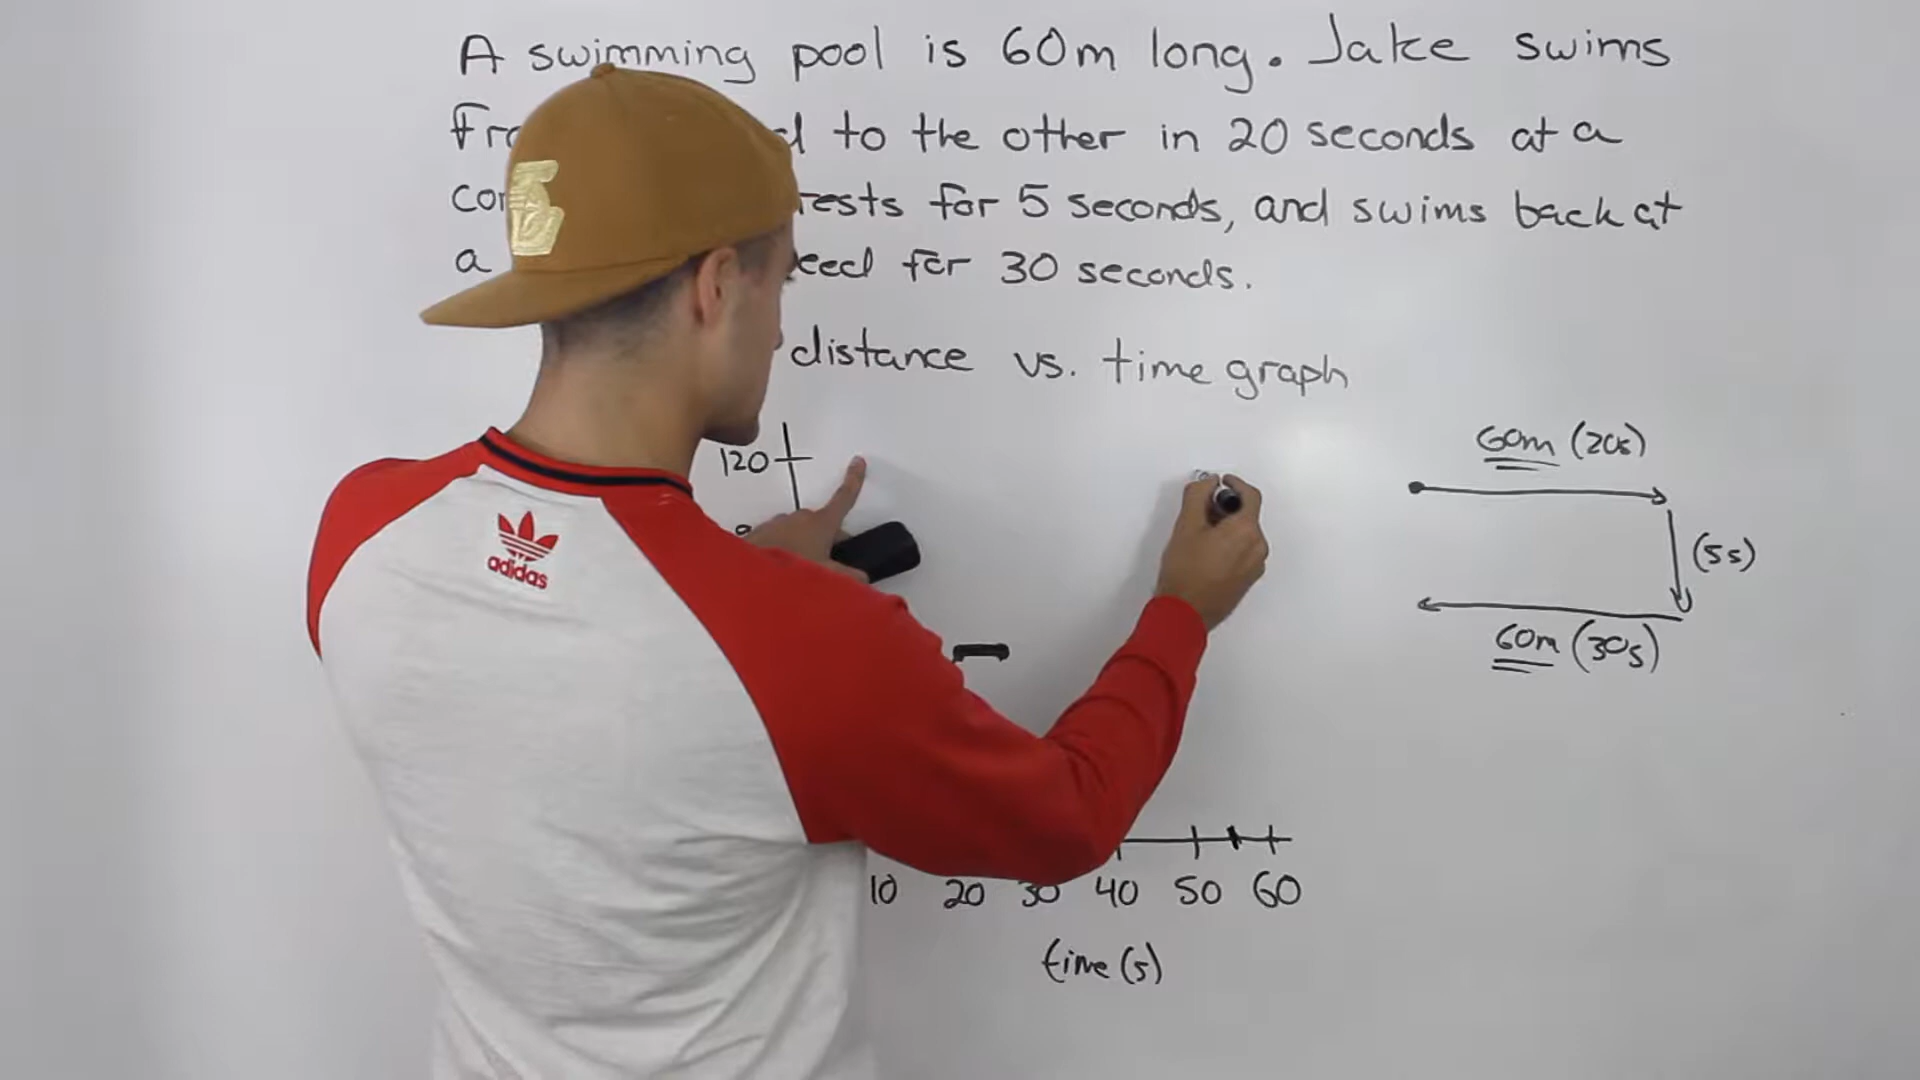 A swimming pool is 60m long. Jake swims
to the other in 20 seconds at a
rests for 5 seconds, and swims back at
a for 30 seconds.
distance vs. time graph
60m (20s)
120
(5s)
60m (30s)
adidas
10 20 30 40 50 60
time (s)